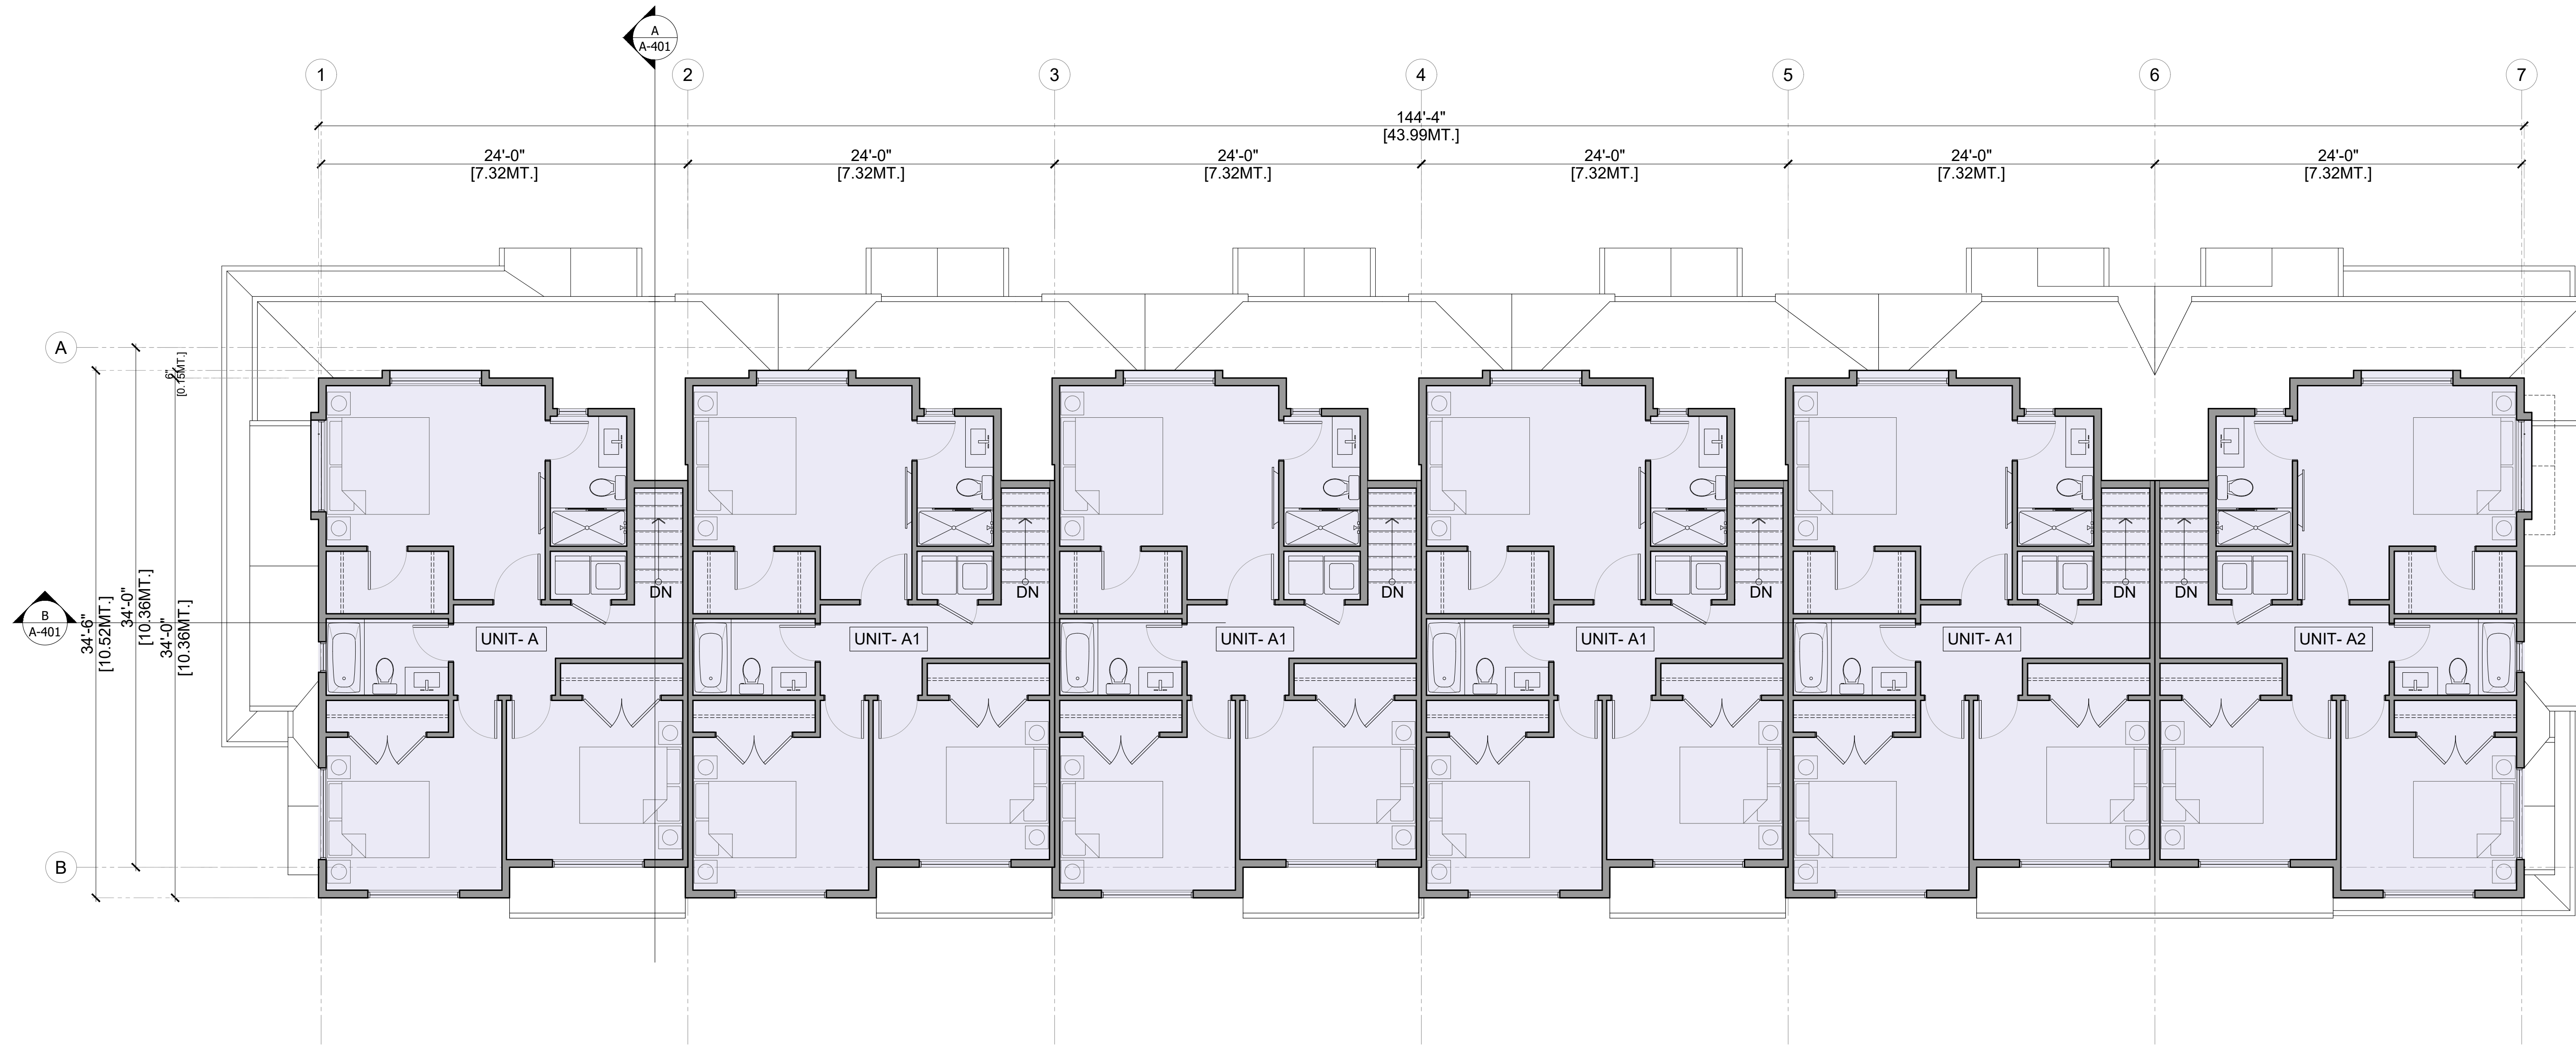 A
A-401
1
2
3
4
5
6
7
144'-4"
[43.99MT.]
24'-0"
24'-0"
24'-0"
24'-0"
24'-0"
24'-0"
[7.32MT.]
[7.32MT.]
[7.32MT.]
[7.32MT.]
[7.32MT.]
[7.32MT.]
A
6"
[0.15MT.]
34'-6"
[10.52MT.]
34'-0"
[10.36MT.]
34'-0"
[10.36MT.]
B
A-401
DN
DN
DN
DN
DN
DN
UNIT- A
UNIT- A1
UNIT- A1
UNIT- A1
UNIT- A1
UNIT- A2
B